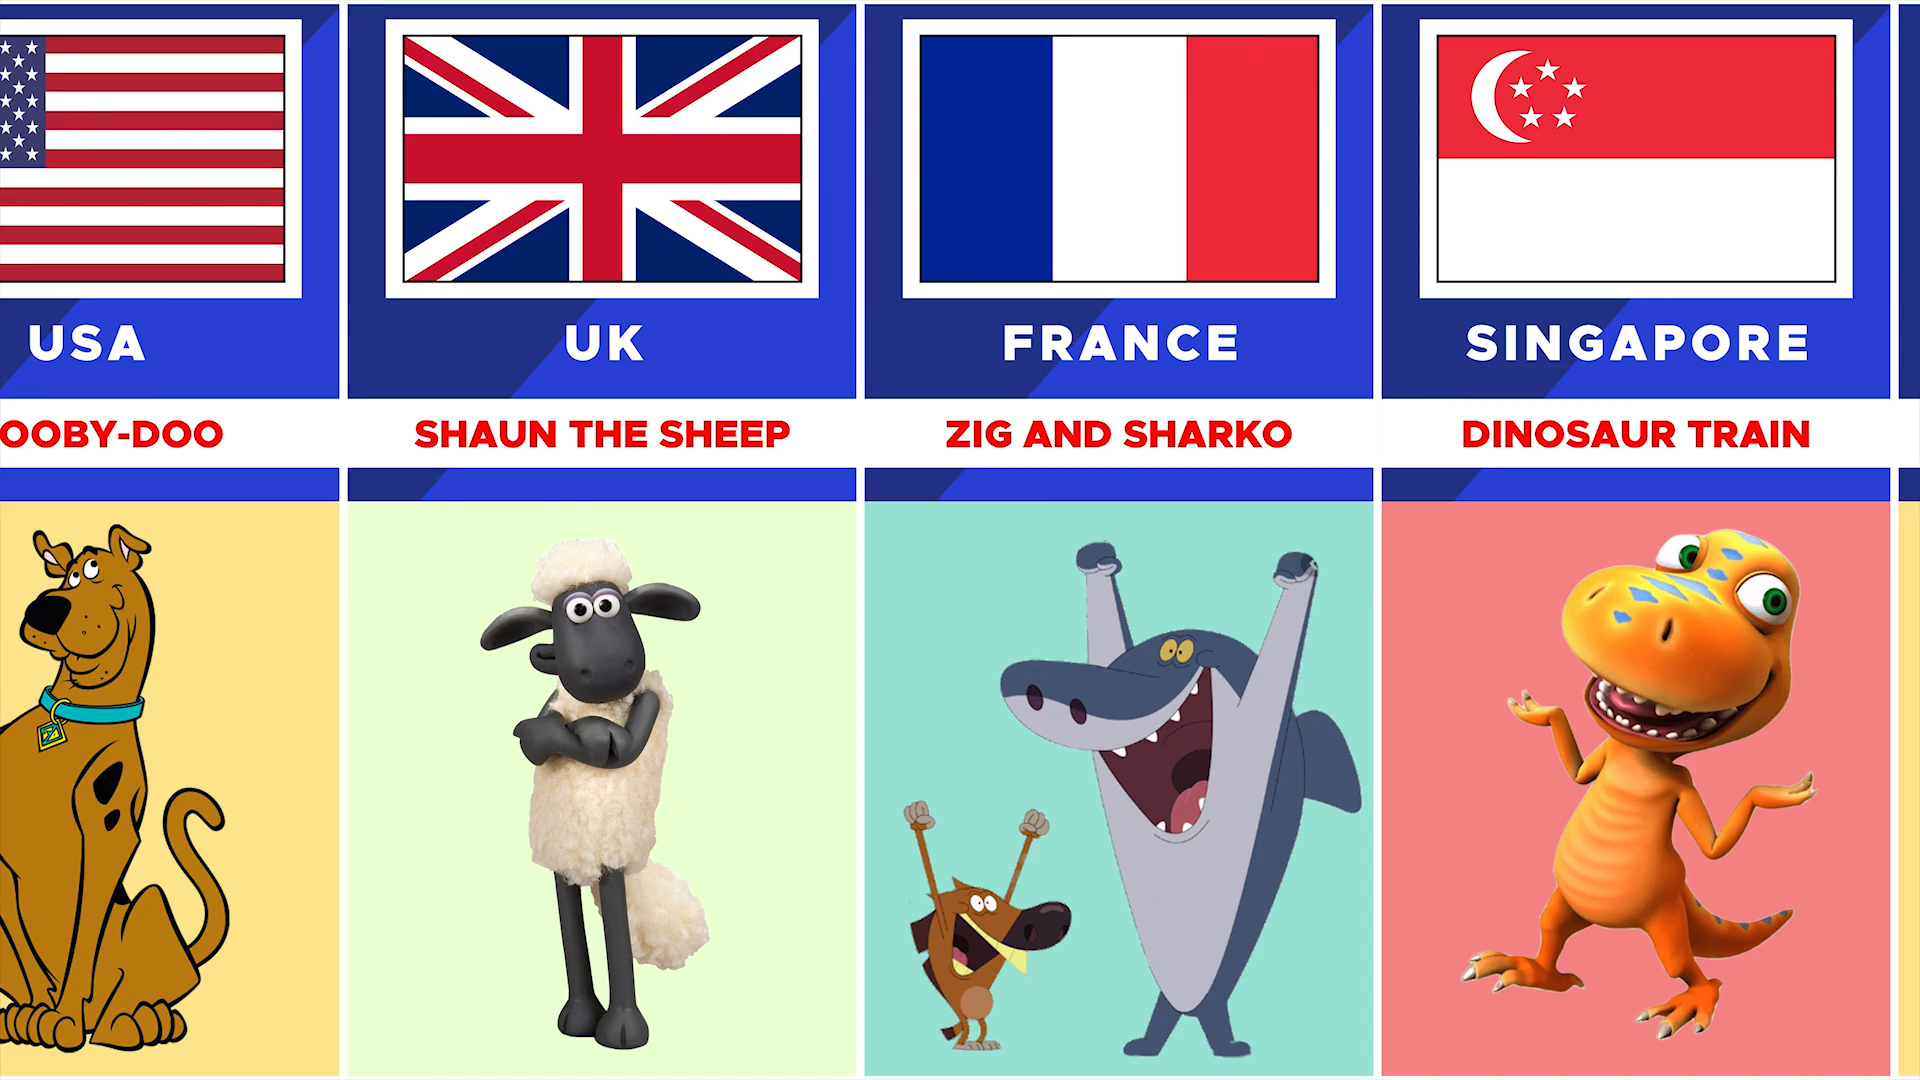 USA
OOBY-DOO
UK
SHAUN THE SHEEP
FRANCE
ZIG AND SHARKO
SINGAPORE
DINOSAUR TRAIN